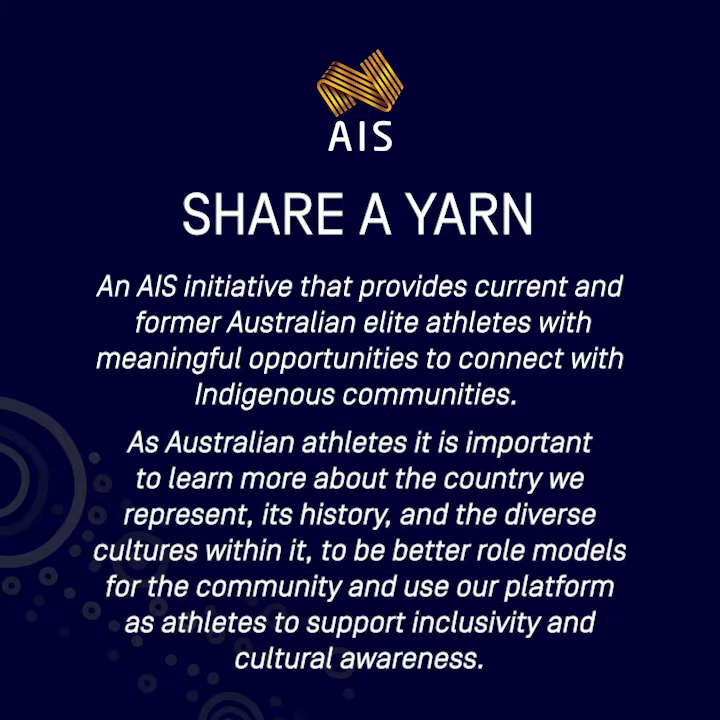 AIS
SHARE A YARN
An AIS initiative that provides current and
former Australian elite athletes with
meaningful opportunities to connect with
Indigenous communities.
As Australian athletes it is important
to learn more about the country we
represent, its history, and the diverse
cultures within it, to be better role models
for the community and use our platform
as athletes to support inclusivity and
cultural awareness.